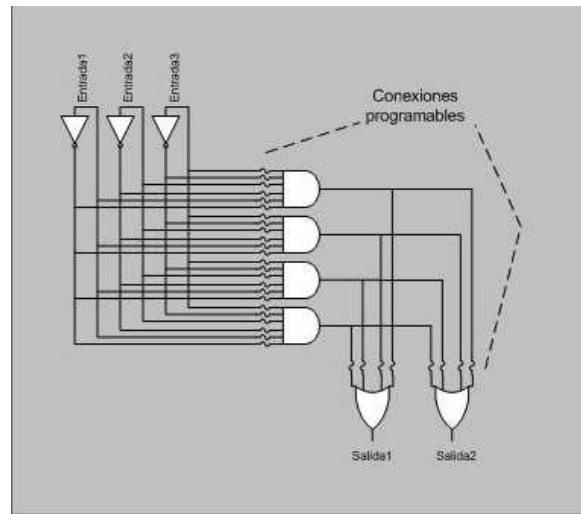 Entrada1
Entrada2
Entrada3
Conexiones
programables
Salida1
Salida2